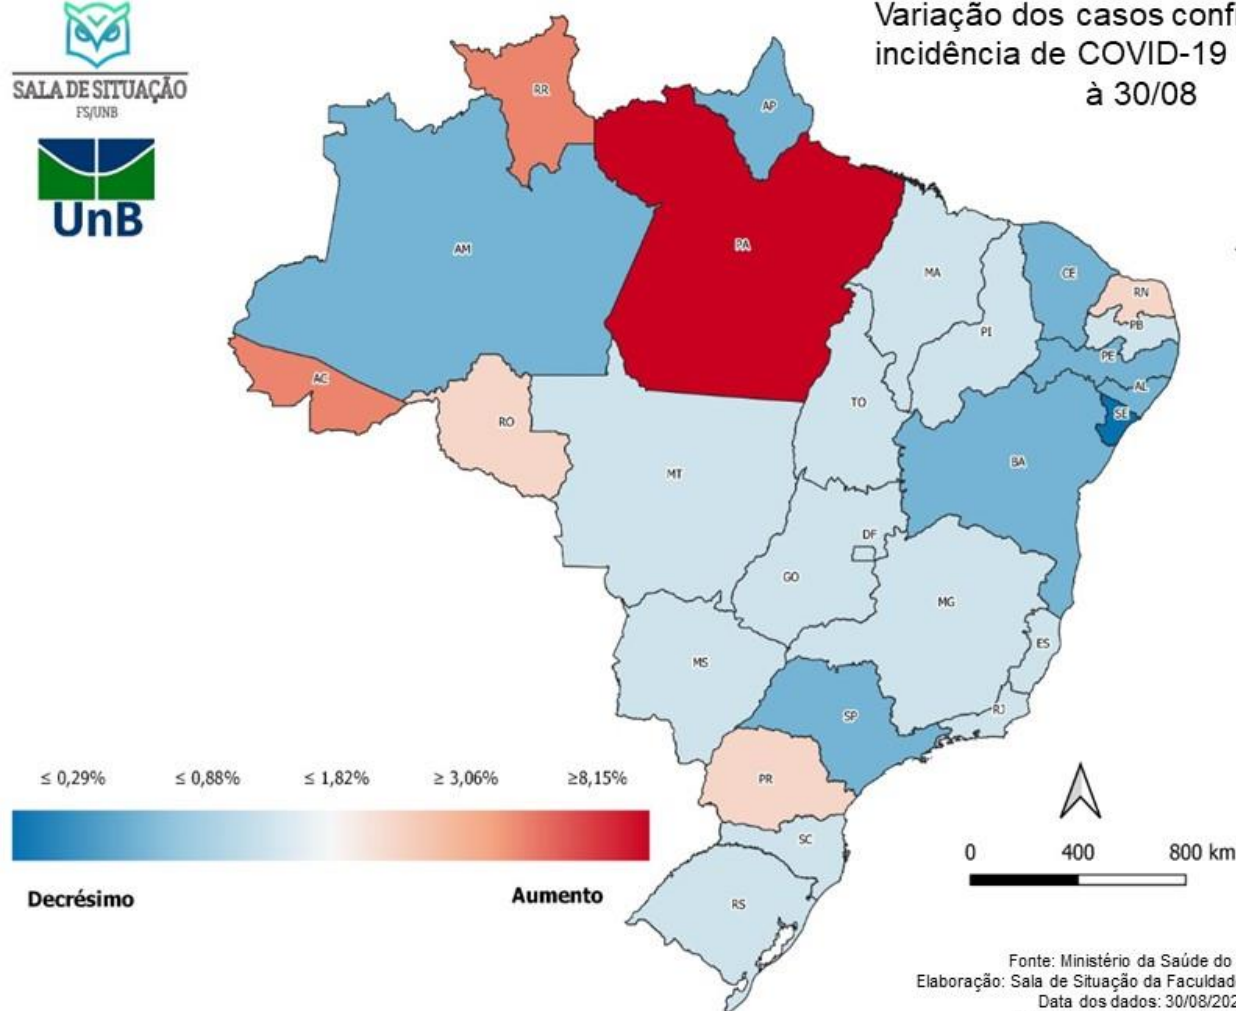 SALA DE SITUAÇÃO
FS/UNB
UnB
Variação dos casos conf
incidência de COVID-19
à 30/08
RR
AP
AM
PA
MA
CE
RN
PB
PI
PE
AL
SE
AC
RO
TO
BA
MT
DF
GO
MG
ES
MS
RJ
SP
PR
SC
RS
≤ 0,29% ≤ 0,88% ≤ 1,82% ≥ 3,06% ≥8,15%
Decrésimo Aumento
0 400 800 km
Fonte: Ministério da Saúde do
Elaboração: Sala de Situação da Faculdad
Data dos dados: 30/08/202